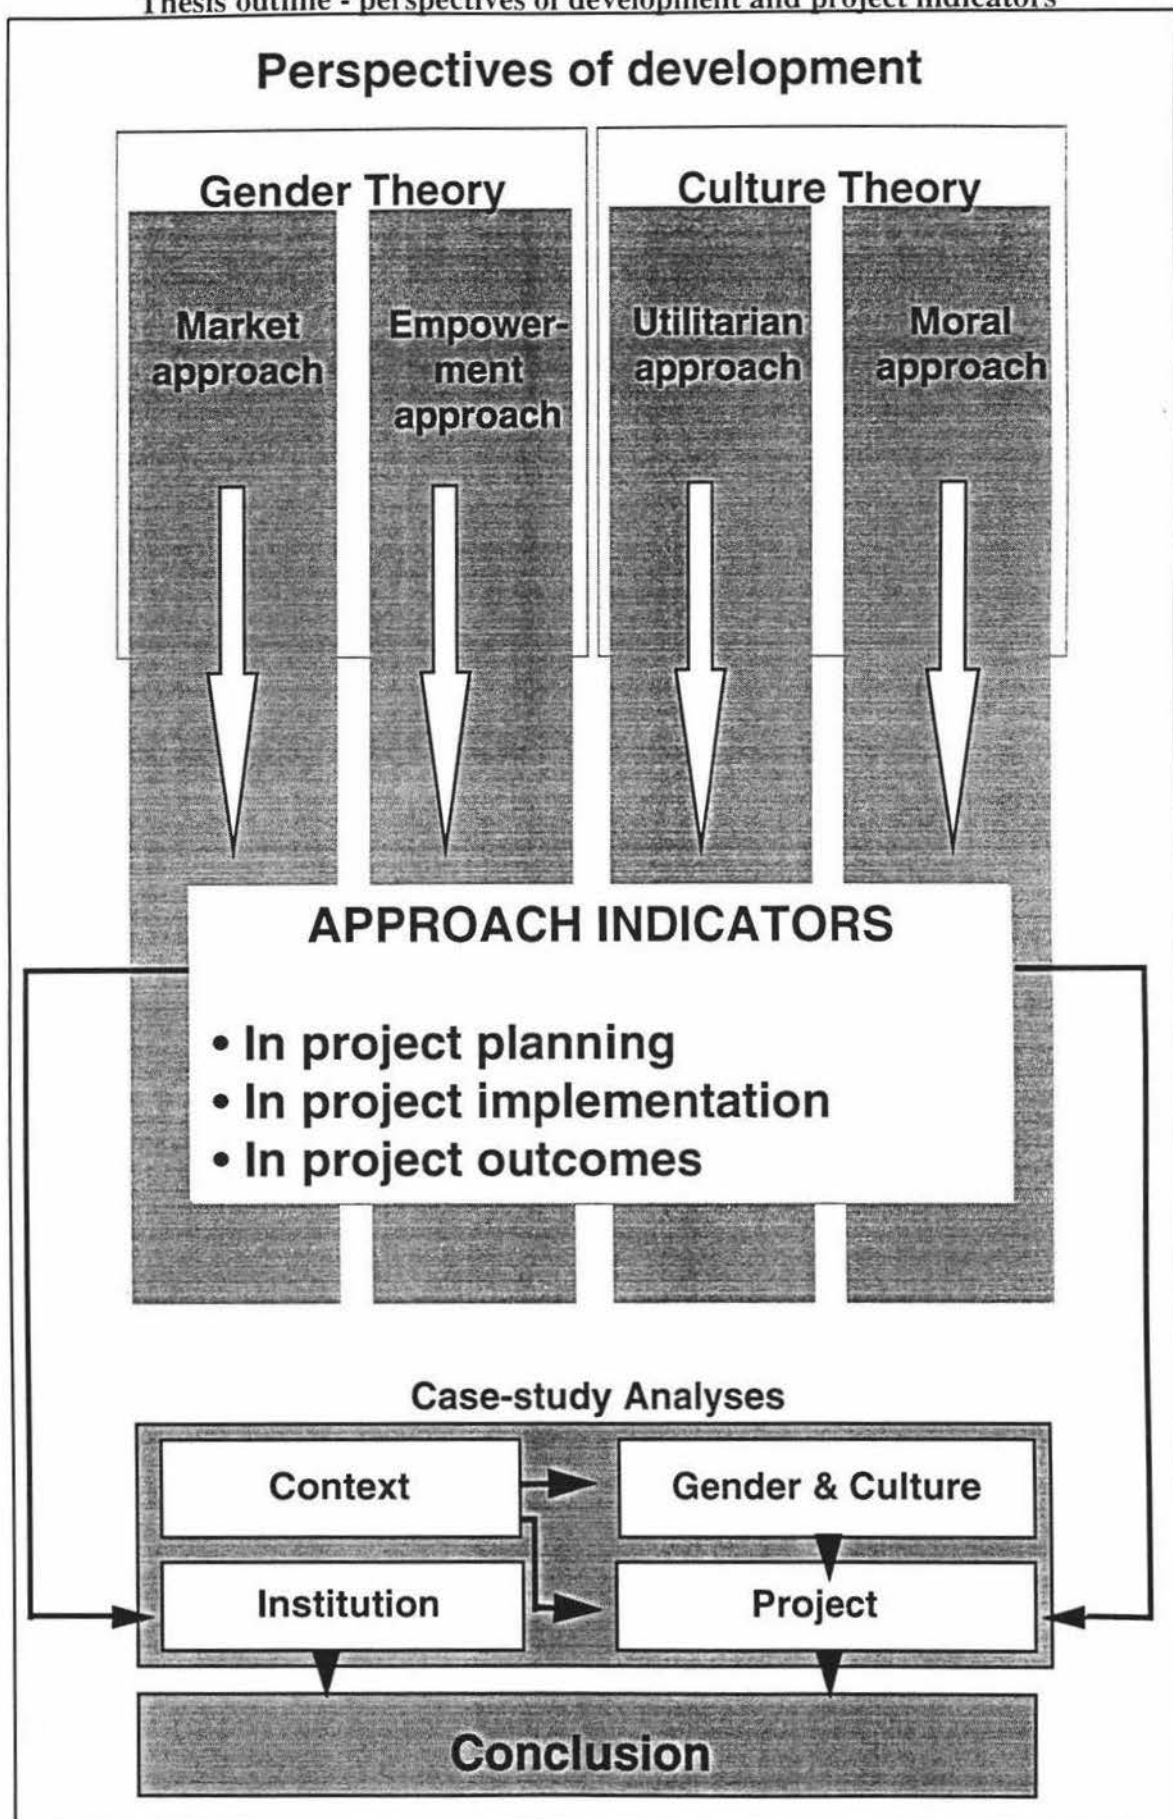 Thesis outline - perspectives of development and project indicators
Perspectives of development
Gender Theory
Culture Theory
Market
approach
Empower-
ment
approach
Utilitarian
approach
Moral
approach
APPROACH INDICATORS
• In project planning
• In project implementation
• In project outcomes
Case-study Analyses
Context
Gender & Culture
Institution
Project
Conclusion